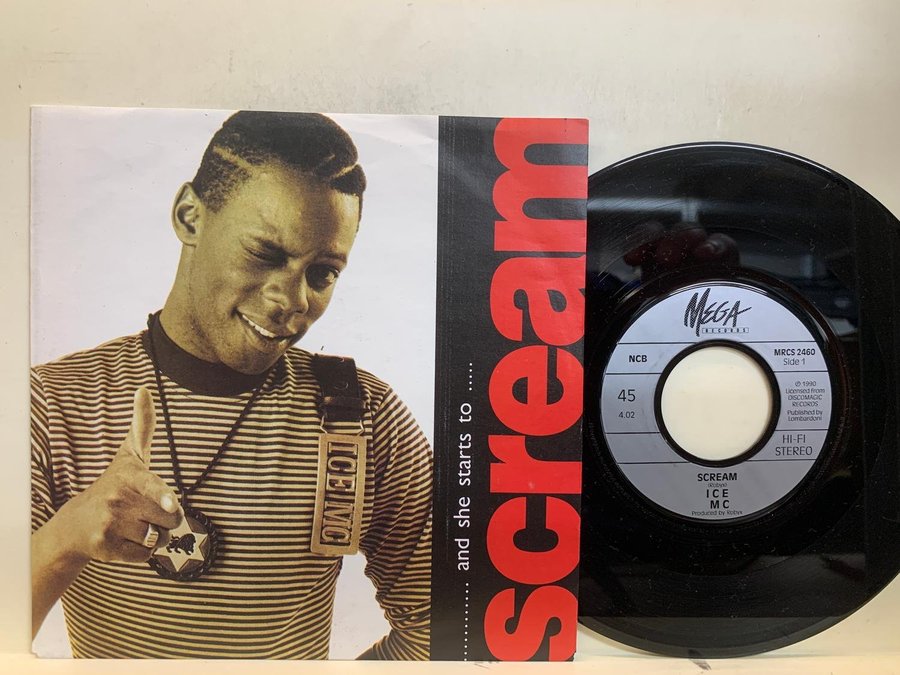 ............. and she starts to .....
scream
ICE MC
MEGA
RECORDS
NCB
MRCS 2460
Side 1
45
4.02
℗ 1990
Licensed from
DISCOMAGIC
RECORDS
Published by
Lombardoni
HI-FI
STEREO
SCREAM
(Robyx)
ICE
MC
Produced by Robyx